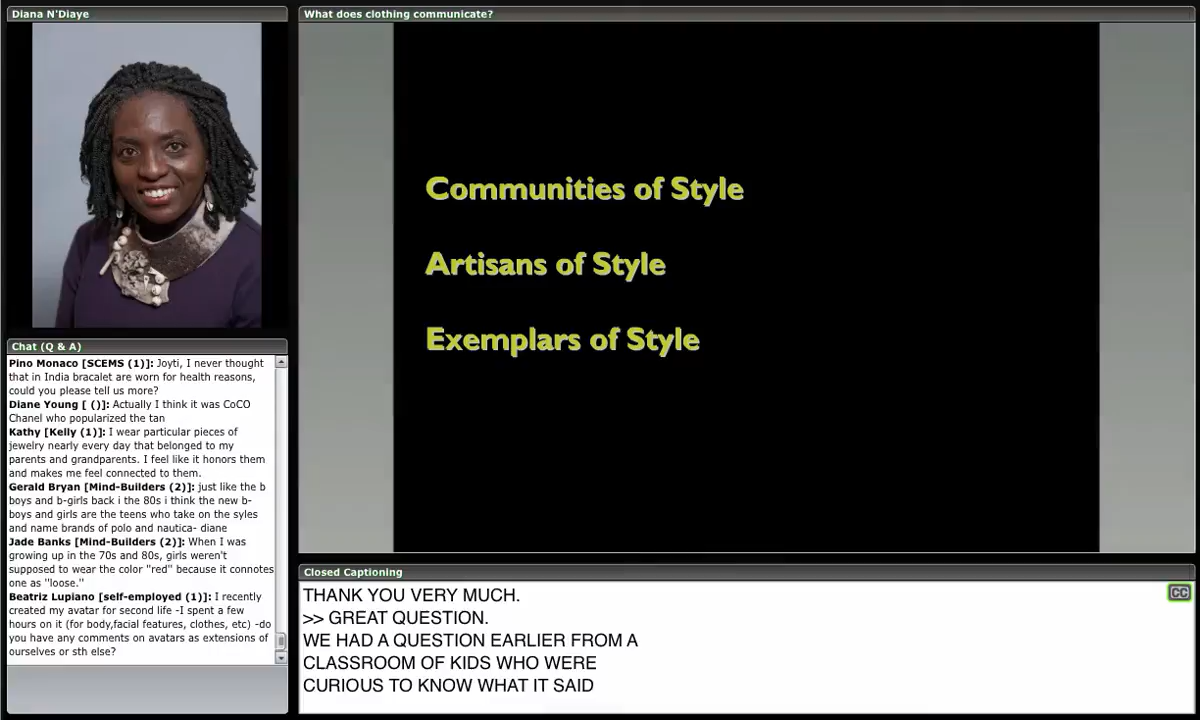 Diana N'Diaye
What does clothing communicate?
Communities of Style
Artisans of Style
Exemplars of Style
Chat (Q & A)
Pino Monaco [SCEMS (1)]: Joyti, I never thought
that in India bracalet are worn for health reasons,
could you please tell us more?
Diane Young [ ()]: Actually I think it was CoCO
Chanel who popularized the tan
Kathy [Kelly (1)]: I wear particular pieces of
jewelry nearly every day that belonged to my
parents and grandparents. I feel like it honors them
and makes me feel connected to them.
Gerald Bryan [Mind-Builders (2)]: just like the b
boys and b-girls back i the 80s i think the new b-
boys and girls are the teens who take on the syles
and name brands of polo and nautica- diane
Jade Banks [Mind-Builders (2)]: When I was
growing up in the 70s and 80s, girls weren't
supposed to wear the color "red" because it connotes
one as "loose."
Beatriz Lupiano [self-employed (1)]: I recently
created my avatar for second life -I spent a few
hours on it (for body,facial features, clothes, etc) -do
you have any comments on avatars as extensions of
ourselves or sth else?
Closed Captioning
CC
THANK YOU VERY MUCH.
>> GREAT QUESTION.
WE HAD A QUESTION EARLIER FROM A
CLASSROOM OF KIDS WHO WERE
CURIOUS TO KNOW WHAT IT SAID